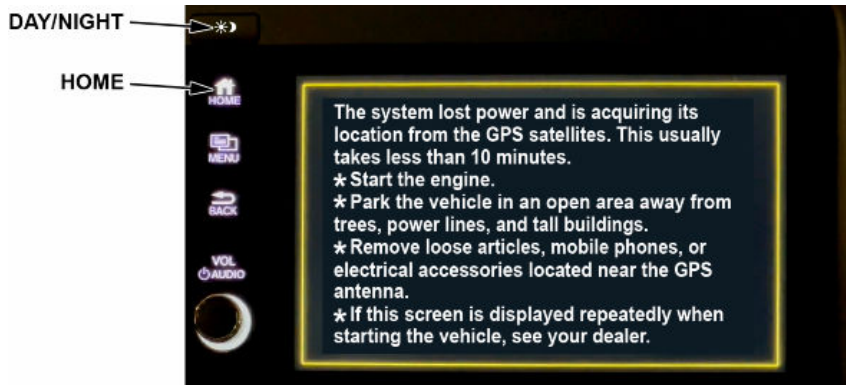 DAY/NIGHT
HOME
HOME
MENU
BACK
VOL
AUDIO
The system lost power and is acquiring its
location from the GPS satellites. This usually
takes less than 10 minutes.
* Start the engine.
* Park the vehicle in an open area away from
trees, power lines, and tall buildings.
* Remove loose articles, mobile phones, or
electrical accessories located near the GPS
antenna.
* If this screen is displayed repeatedly when
starting the vehicle, see your dealer.